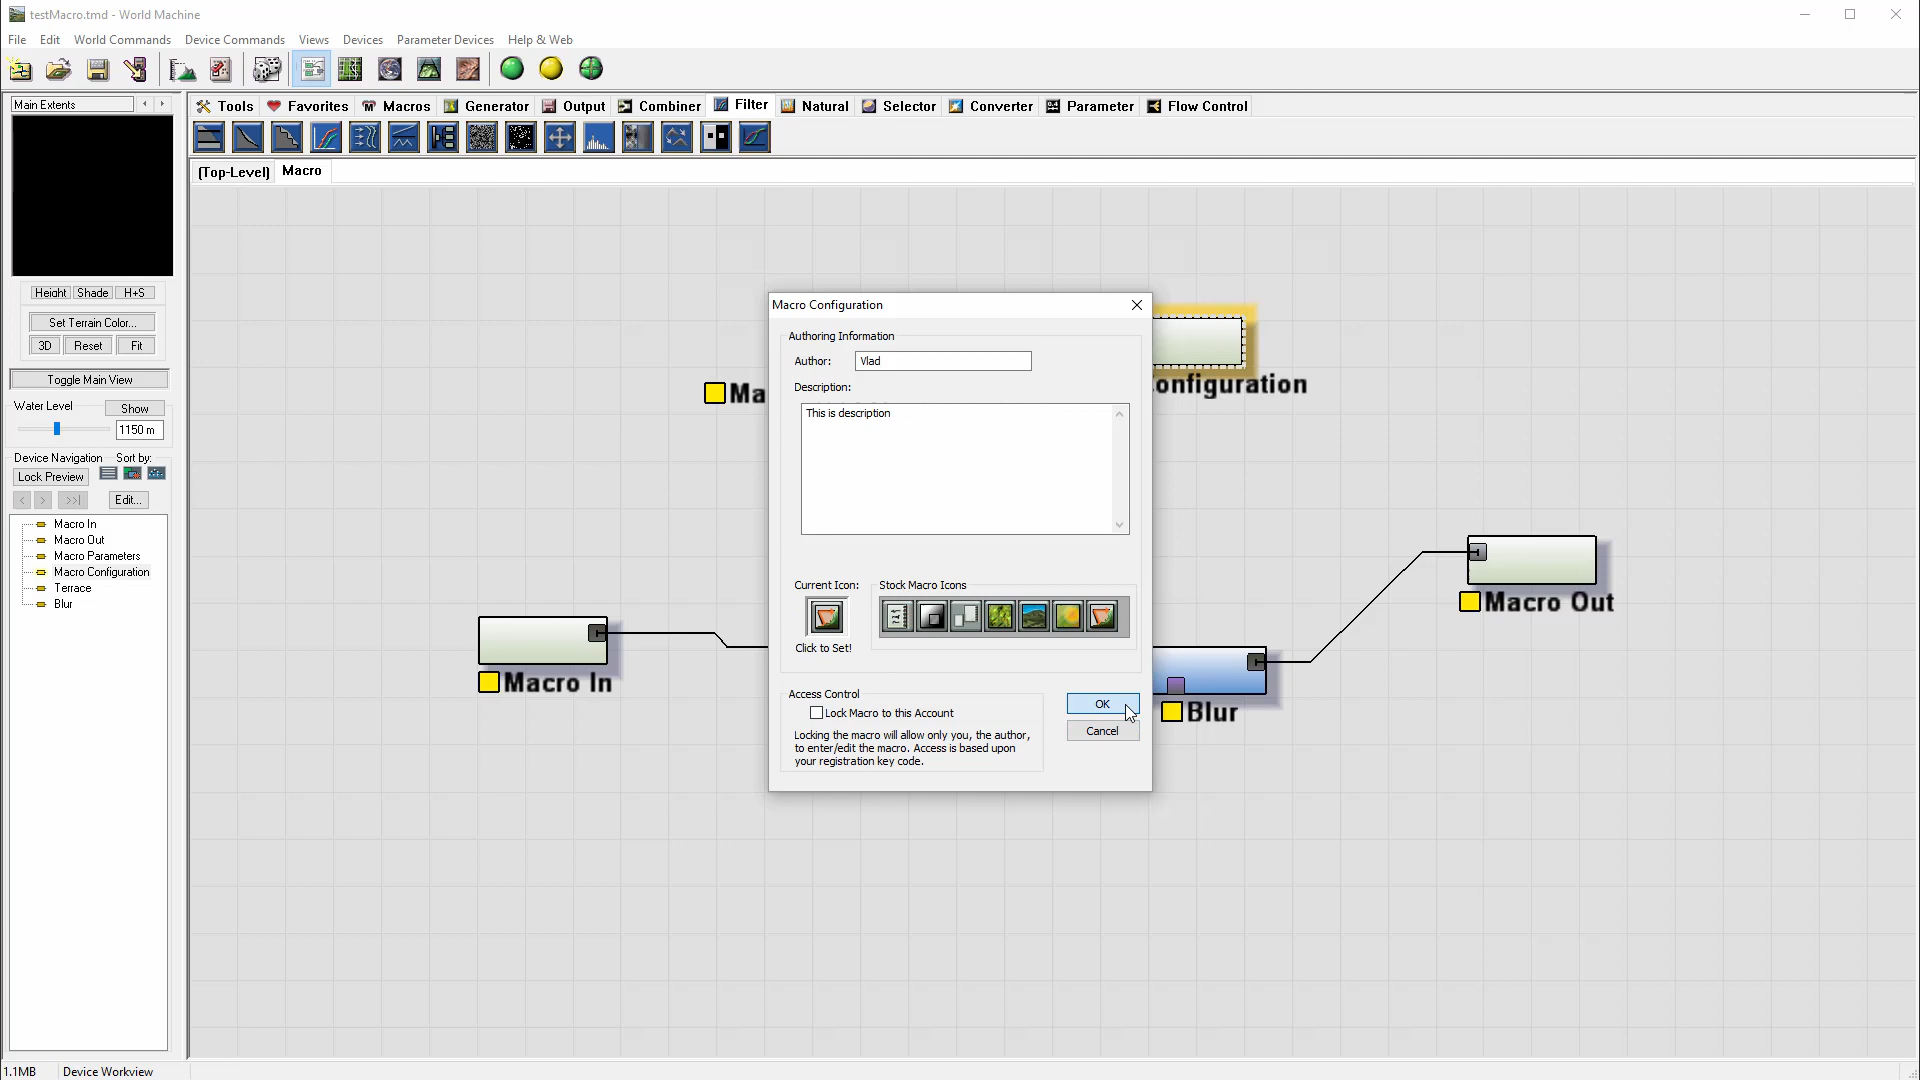 testMacro.tmd - World Machine
File Edit World Commands Device Commands Views Devices Parameter Devices Help & Web
Main Extents
Tools Favorites Macros Generator Output Combiner Filter Natural Selector Converter Parameter Flow Control
(Top-Level) Macro
Height Shade H+S
Set Terrain Color...
3D Reset Fit
Toggle Main View
Water Level Show
1150 m
Device Navigation Sort by:
Lock Preview
< > >>| Edit...
Macro In
Macro Out
Macro Parameters
Macro Configuration
Terrace
Blur
Macro Configuration
Authoring Information
Author: Vlad
Description:
This is description
Current Icon: Stock Macro Icons
Click to Set!
Access Control
Lock Macro to this Account
Locking the macro will allow only you, the author,
to enter/edit the macro. Access is based upon
your registration key code.
OK
Cancel
Ma
onfiguration
Macro In
Blur
Macro Out
1.1MB Device Workview